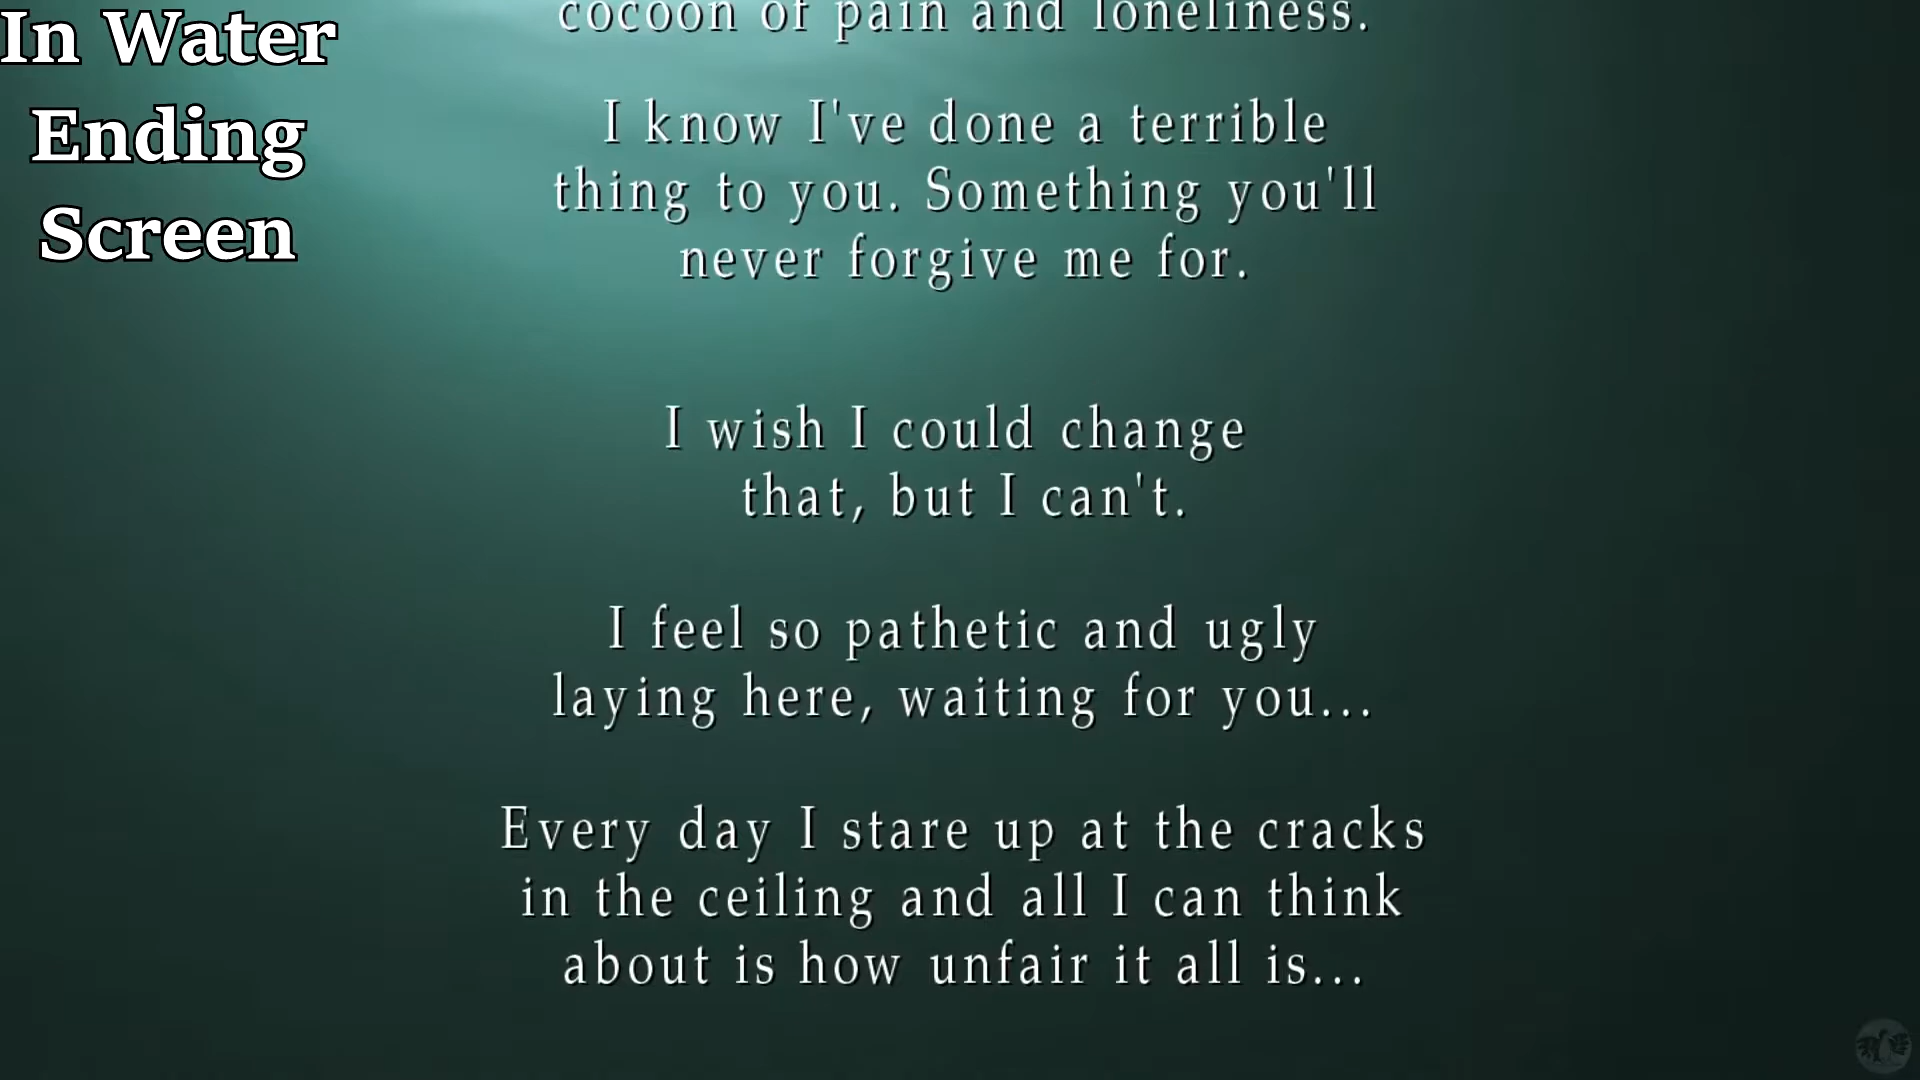 In Water
Ending
Screen
cocoon of pain and loneliness.
I know I've done a terrible
thing to you. Something you'll
never forgive me for.
I wish I could change
that, but I can't.
I feel so pathetic and ugly
laying here, waiting for you...
Every day I stare up at the cracks
in the ceiling and all I can think
about is how unfair it all is...